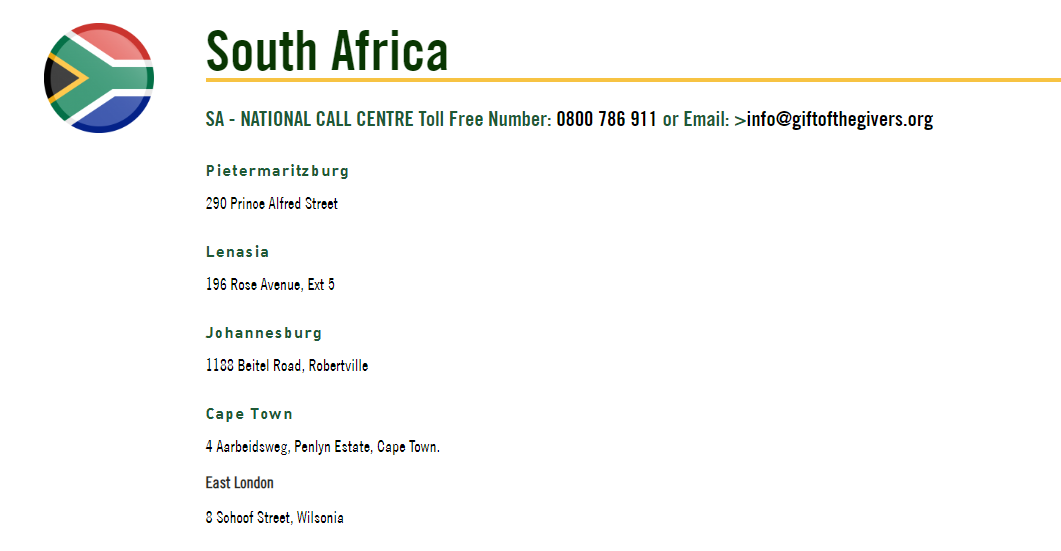 South Africa
SA - NATIONAL CALL CENTRE Toll Free Number: 0800 786 911 or Email: >info@giftofthegivers.org
Pietermaritzburg
290 Prince Alfred Street
Lenasia
196 Rose Avenue, Ext 5
Johannesburg
1188 Beitel Road, Robertville
Cape Town
4 Aarbeidsweg, Penlyn Estate, Cape Town.
East London
8 Schoof Street, Wilsonia